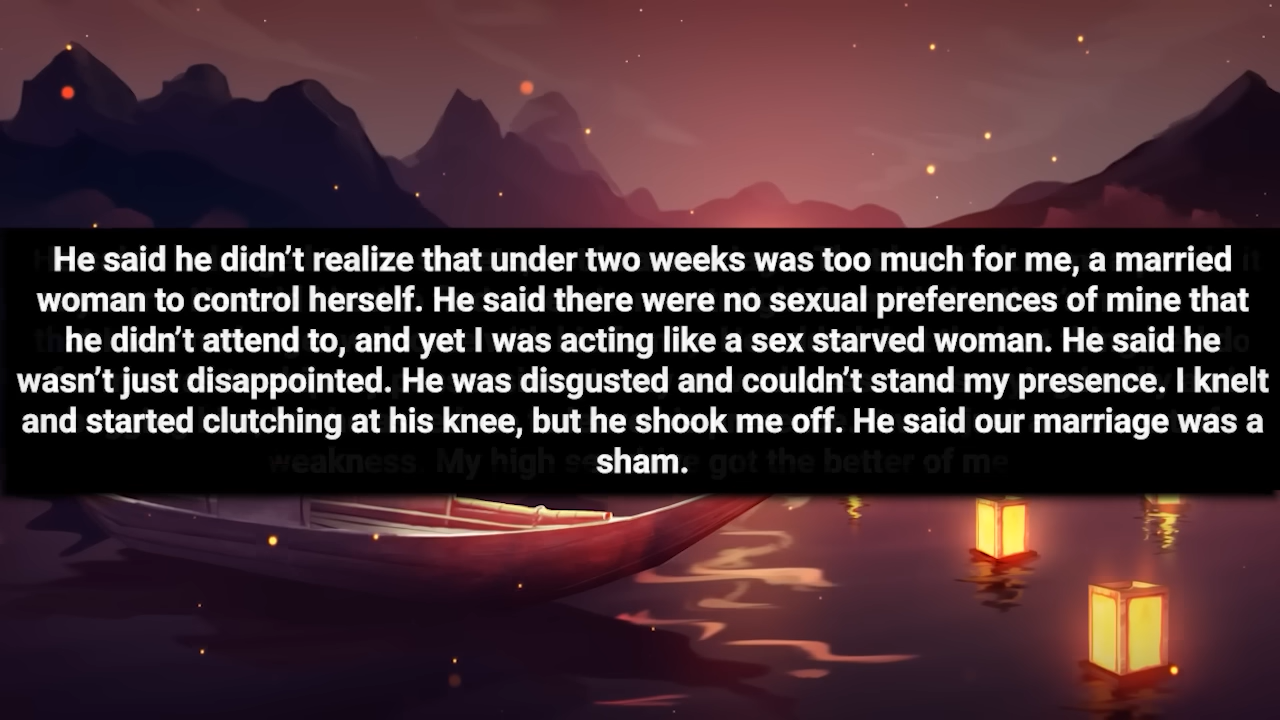 He said he didn’t realize that under two weeks was too much for me, a married
woman to control herself. He said there were no sexual preferences of mine that
he didn’t attend to, and yet I was acting like a sex starved woman. He said he
wasn’t just disappointed. He was disgusted and couldn’t stand my presence. I knelt
and started clutching at his knee, but he shook me off. He said our marriage was a
sham.